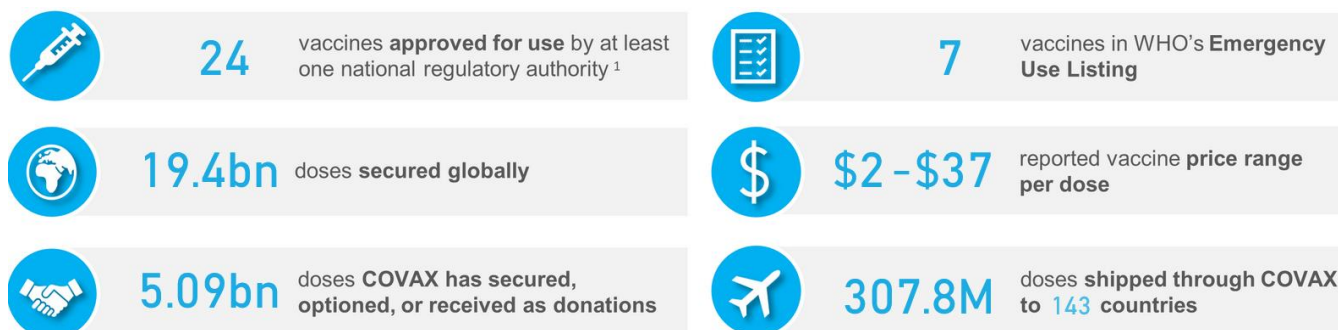 24
vaccines approved for use by at least
one national regulatory authority 1
7
vaccines in WHO's Emergency
Use Listing
19.4bn
doses secured globally
$2 - $37
reported vaccine price range
per dose
5.09bn
doses COVAX has secured,
optioned, or received as donations
307.8M
doses shipped through COVAX
to 143 countries